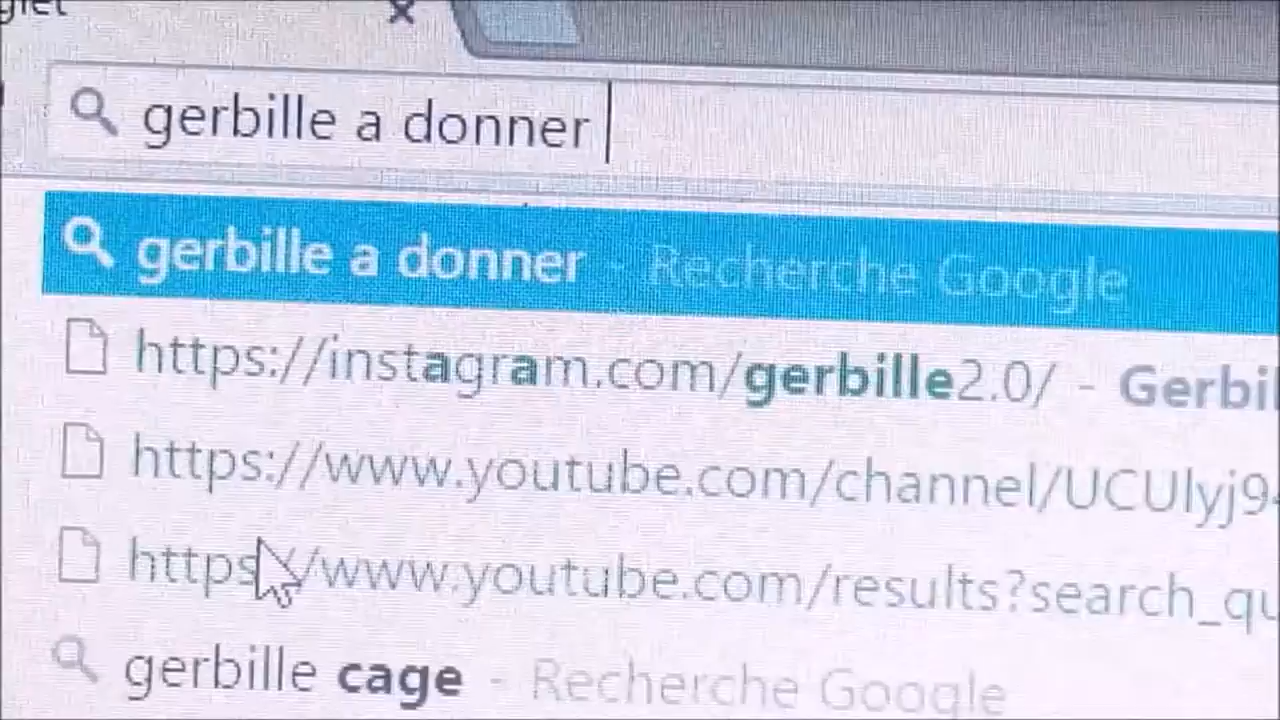 gerbille a donner
gerbille a donner - Recherche Google
https://instagram.com/gerbille2.0/ - Gerbil
https://www.youtube.com/channel/UCUlyj9
https://www.youtube.com/results?search_qu
gerbille cage - Recherche Google